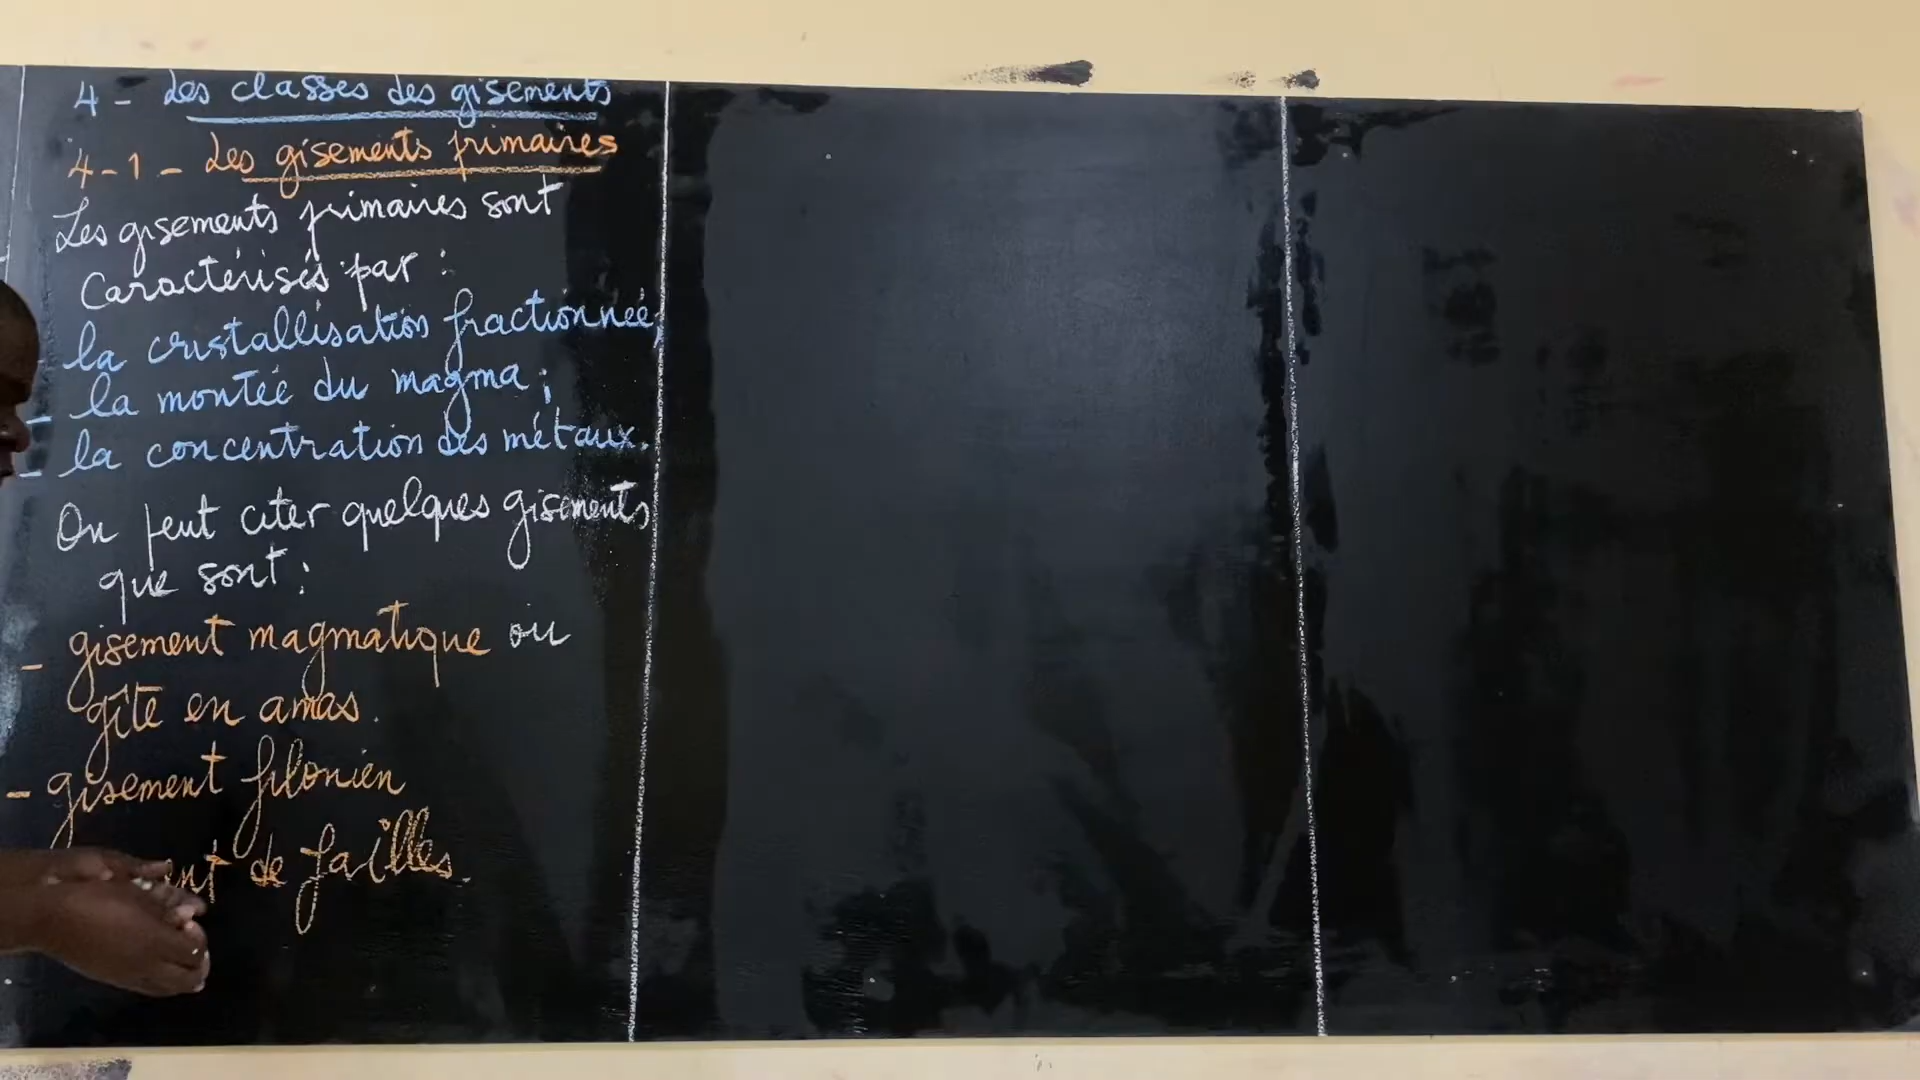 4 - Les classes des gisements
4-1 - Les gisements primaires
Les gisements primaires sont
caractérisés par :
- la cristallisation fractionnée;
- la montée du magma;
- la concentration des métaux.
On peut citer quelques gisements
que sont :
- gisement magmatique ou
gîte en amas.
- gisement filonien
ent de failles.